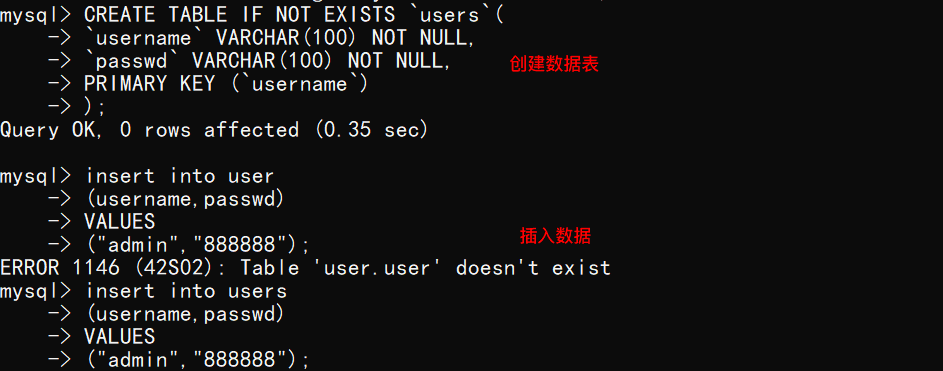 mysql> CREATE TABLE IF NOT EXISTS `users`(
-> `username` VARCHAR(100) NOT NULL,
-> `passwd` VARCHAR(100) NOT NULL,
创建数据表
-> PRIMARY KEY (`username`)
-> );
Query OK, 0 rows affected (0.35 sec)
mysql> insert into user
-> (username,passwd)
-> VALUES
插入数据
-> ("admin","888888");
ERROR 1146 (42S02): Table 'user.user' doesn't exist
mysql> insert into users
-> (username,passwd)
-> VALUES
-> ("admin","888888");